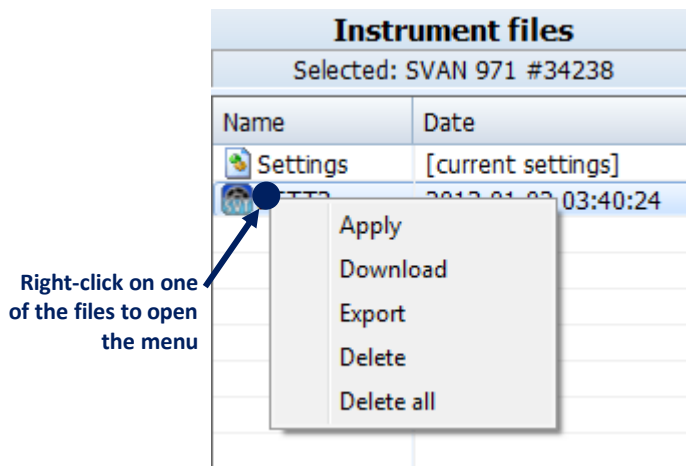 Instrument files
Selected: SVAN 971 #34238
Name Date
Settings [current settings]
03:40:24
Apply
Download
Export
Delete
Delete all
Right-click on one
of the files to open
the menu